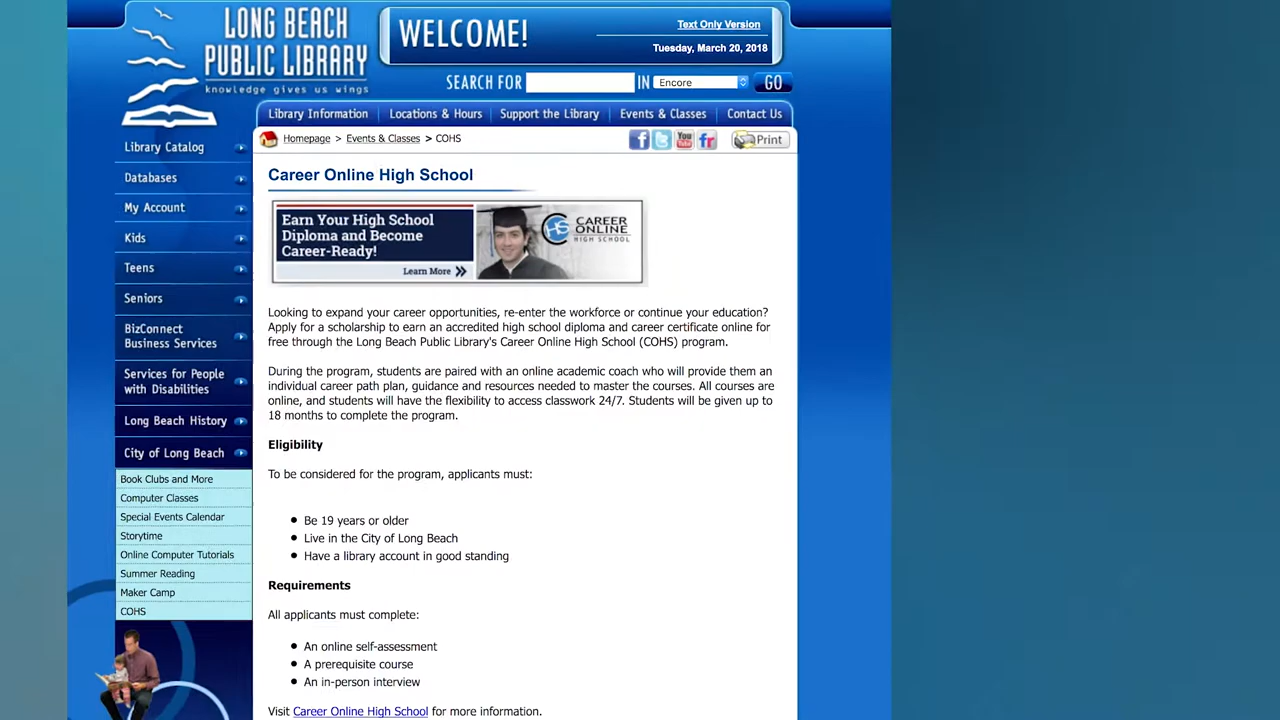 LONG BEACH
PUBLIC LIBRARY
knowledge gives us wings
WELCOME!
Text Only Version
Tuesday, March 20, 2018
SEARCH FOR IN Encore GO
Library Information Locations & Hours Support the Library Events & Classes Contact Us
Homepage > Events & Classes > COHS
You
Print
Library Catalog
Databases
My Account
Kids
Teens
Seniors
BizConnect
Business Services
Services for People
with Disabilities
Long Beach History
City of Long Beach
Book Clubs and More
Computer Classes
Special Events Calendar
Storytime
Online Computer Tutorials
Summer Reading
Maker Camp
COHS
Career Online High School
Earn Your High School
Diploma and Become
Career-Ready!
Learn More
CAREER
ONLINE
HIGH SCHOOL
Looking to expand your career opportunities, re-enter the workforce or continue your education?
Apply for a scholarship to earn an accredited high school diploma and career certificate online for
free through the Long Beach Public Library's Career Online High School (COHS) program.
During the program, students are paired with an online academic coach who will provide them an
individual career path plan, guidance and resources needed to master the courses. All courses are
online, and students will have the flexibility to access classwork 24/7. Students will be given up to
18 months to complete the program.
Eligibility
To be considered for the program, applicants must:
Be 19 years or older
Live in the City of Long Beach
Have a library account in good standing
Requirements
All applicants must complete:
An online self-assessment
A prerequisite course
An in-person interview
Visit Career Online High School for more information.